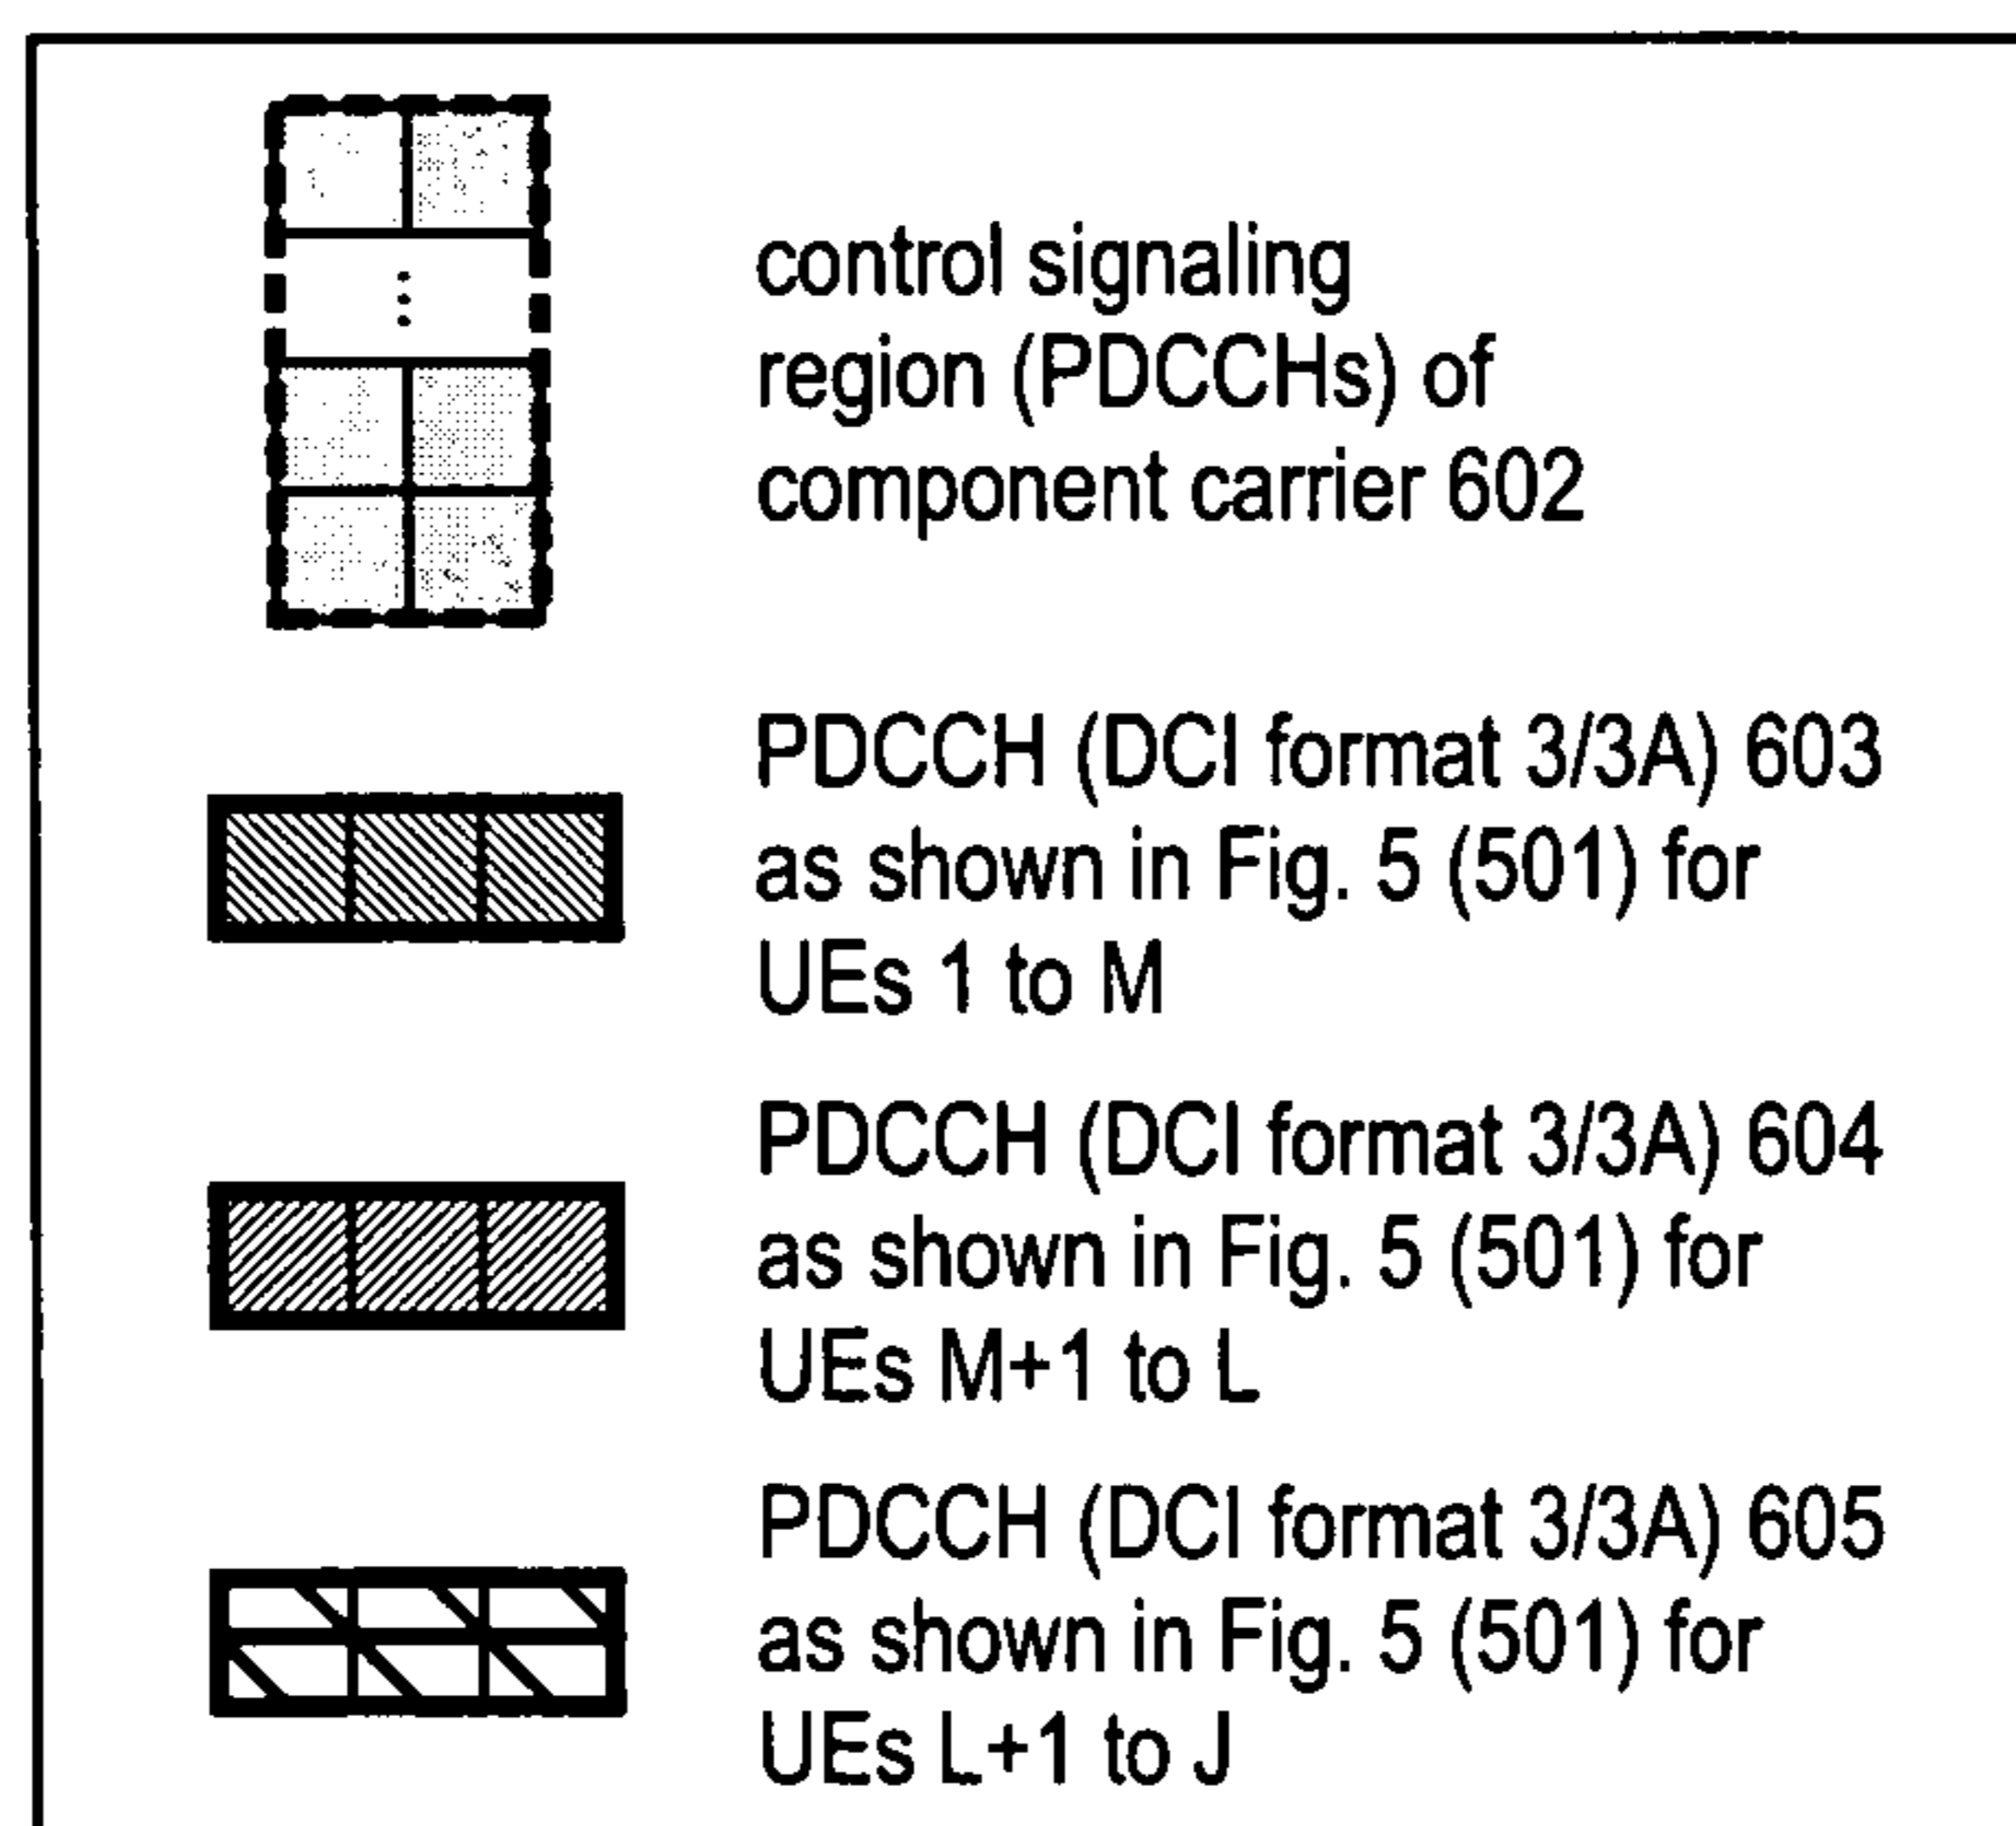 control signaling
region (PDCCHs) of
component carrier 602
PDCCH (DCI format 3/3A) 603
as shown in Fig. 5 (501) for
UEs 1 to M
PDCCH (DCI format 3/3A) 604
as shown in Fig. 5 (501) for
UEs M+1 to L
PDCCH (DCI format 3/3A) 605
as shown in Fig. 5 (501) for
UEs L+1 to J